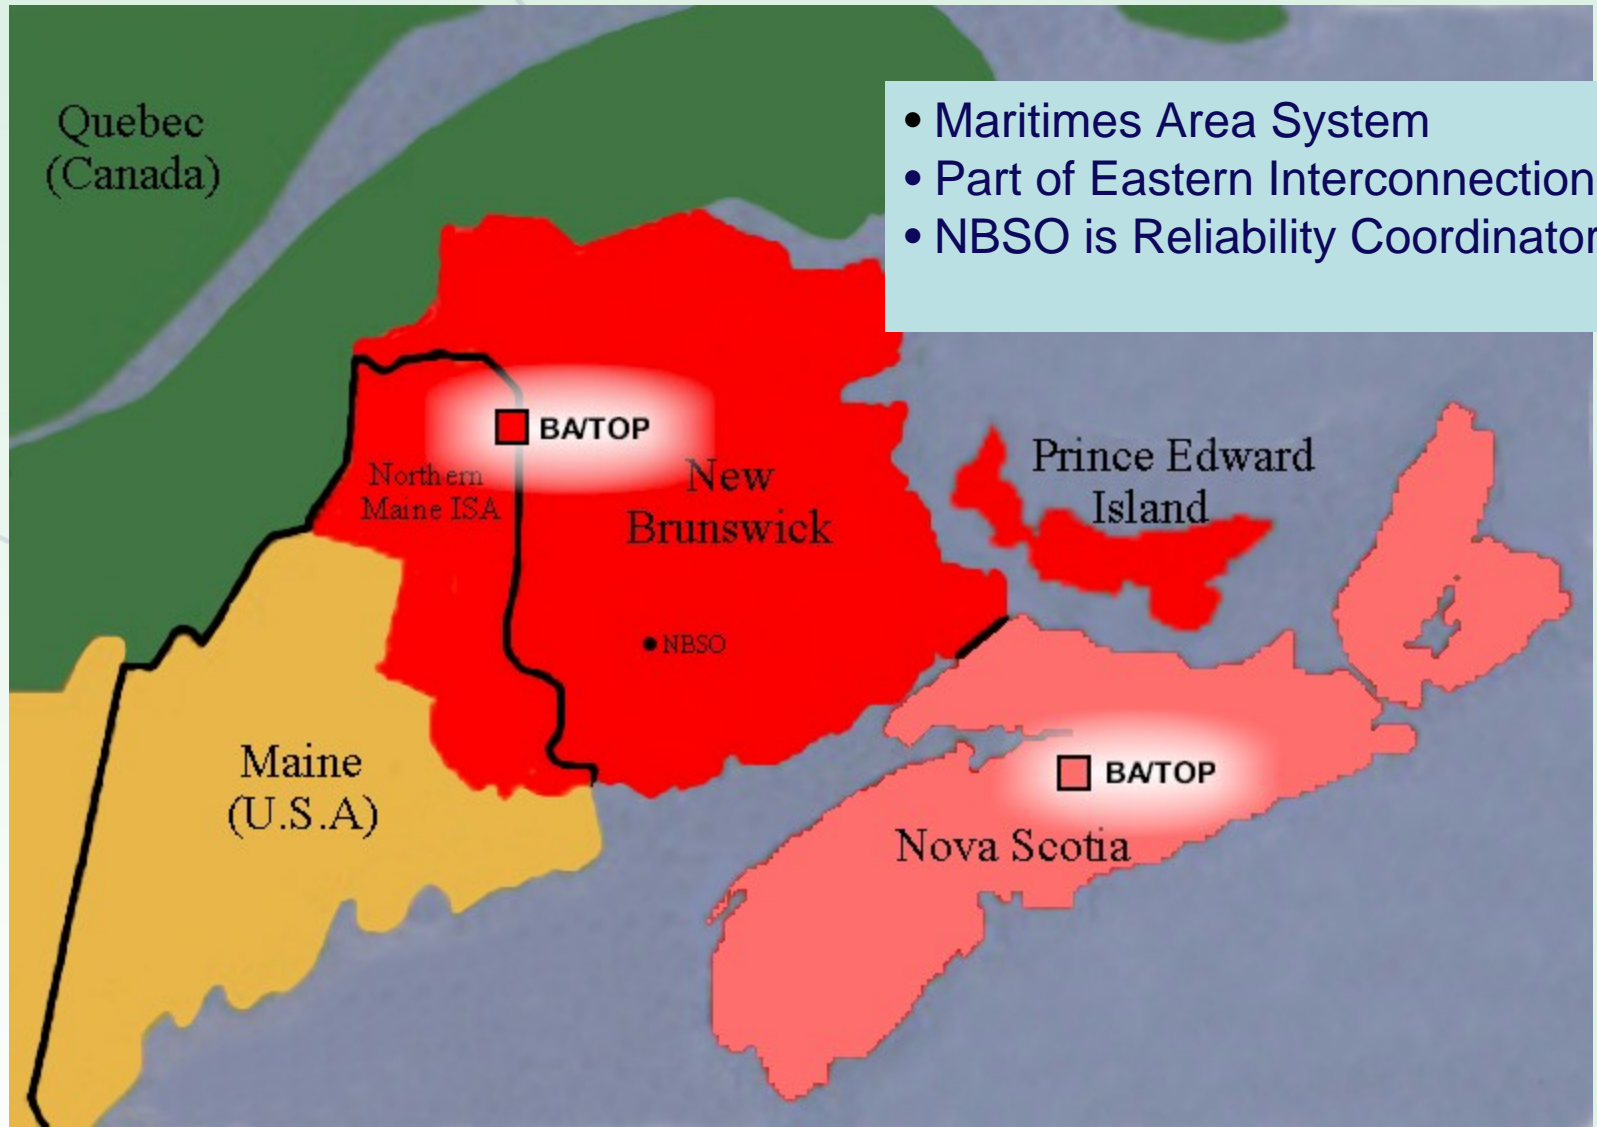 Quebec
(Canada)
• Maritimes Area System
• Part of Eastern Interconnection
• NBSO is Reliability Coordinator
BA/TOP
Northern
Maine ISA
New
Brunswick
Prince Edward
Island
NBSO
Maine
(U.S.A)
BA/TOP
Nova Scotia